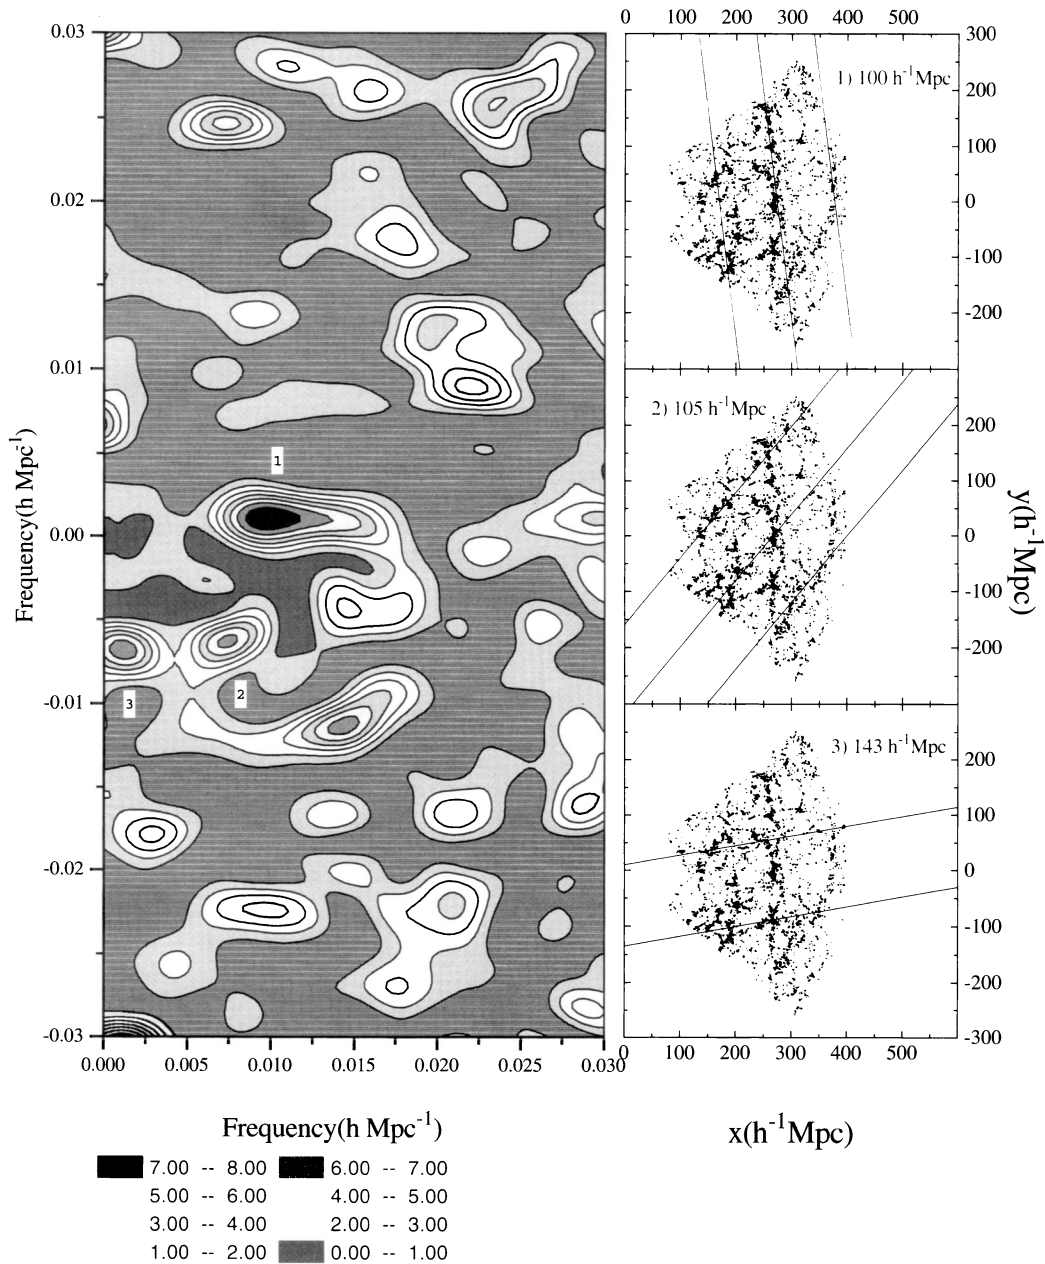 0.03
0.02
0.01
0.00
-0.01
-0.02
-0.03
Frequency(h Mpc-1)
1
2
3
0.000
0.005
0.010
0.020
0.030
Frequency(h Mpc-1)
7.00 -- 8.00
6.00 -- 7.00
5.00 -- 6.00
4.00 -- 5.00
3.00 -- 4.00
2.00 -- 3.00
1.00 -- 2.00
0.00 -- 1.00
0 100 200 300 400 500
1) 100 h-1Mpc
300
200
100
0
-100
-200
2) 105 h-1Mpc
200
100
0
-100
-200
3) 143 h-1Mpc
200
100
0
-100
-200
-300
y(h-1Mpc)
0 100 200 300 400 500
x(h-1Mpc)